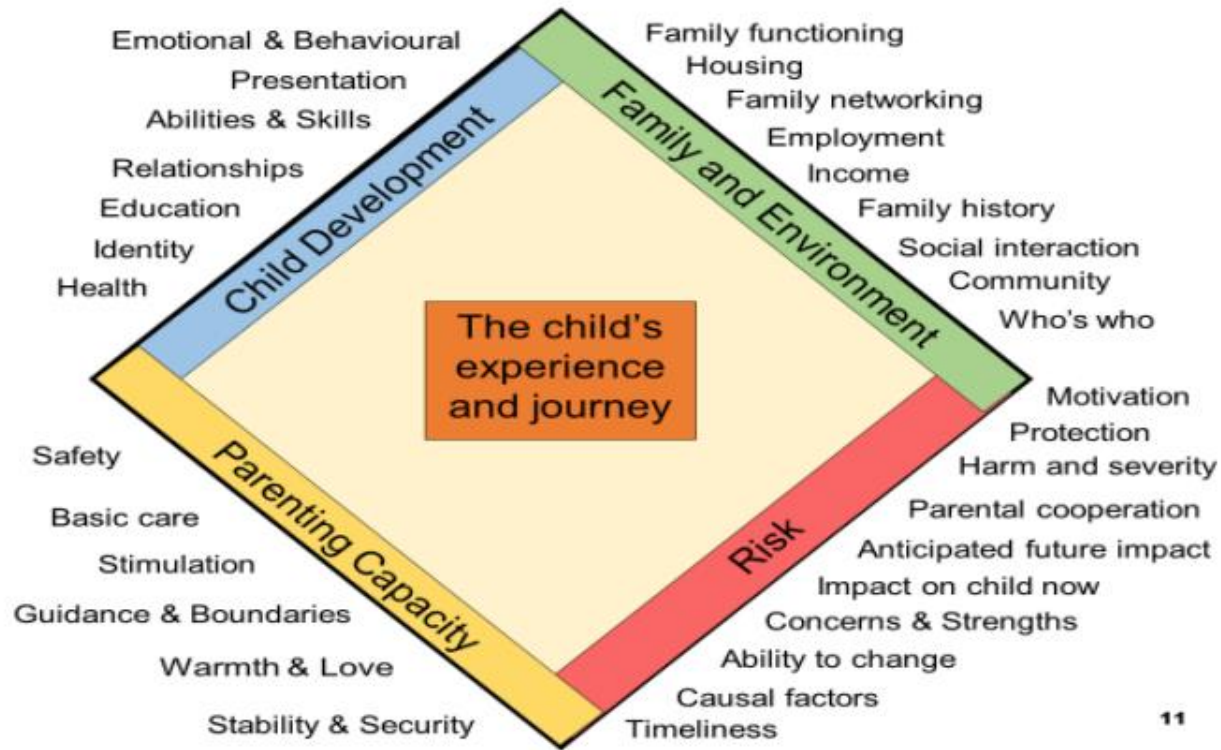 Emotional & Behavioural
Presentation
Abilities & Skills
Relationships
Education
Identity
Health
Child Development
Family functioning
Housing
Family networking
Employment
Income
Family history
Social interaction
Community
Who's who
Family and Environment
The child's
experience
and journey
Safety
Basic care
Stimulation
Guidance & Boundaries
Warmth & Love
Stability & Security
Parenting Capacity
Motivation
Protection
Harm and severity
Parental cooperation
Anticipated future impact
Impact on child now
Concerns & Strengths
Ability to change
Causal factors
Timeliness
Risk
11